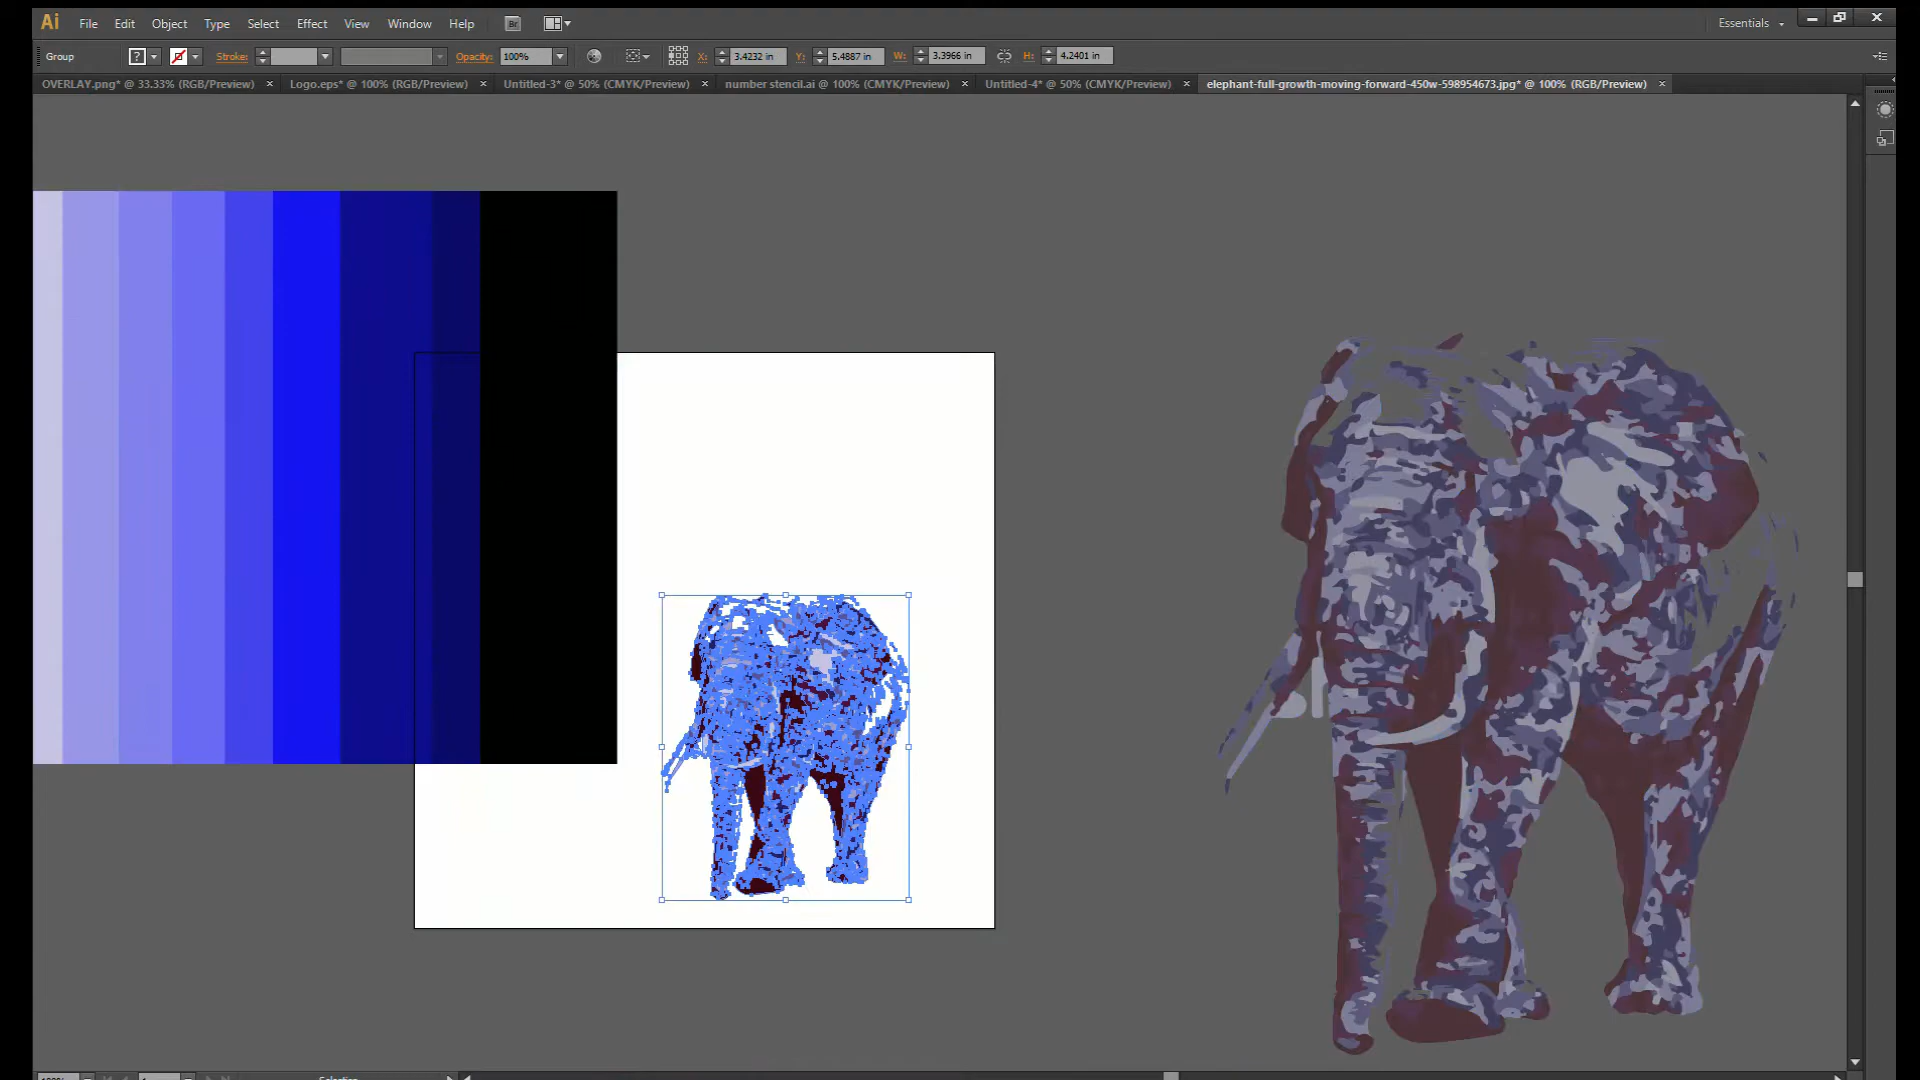 Ai File Edit Object Type Select Effect View Window Help Br Essentials
Group ? Stroke: Opacity: 100% X: 3.4232 in Y: 5.4887 in W: 3.3966 in H: 4.2401 in
OVERLAY.png* @ 33.33% (RGB/Preview) Logo.eps* @ 100% (RGB/Preview) Untitled-3* @ 50% (CMYK/Preview) number stencil.ai @ 100% (CMYK/Preview) Untitled-4* @ 50% (CMYK/Preview) elephant-full-growth-moving-forward-450w-598954673.jpg* @ 100% (RGB/Preview)
Selection